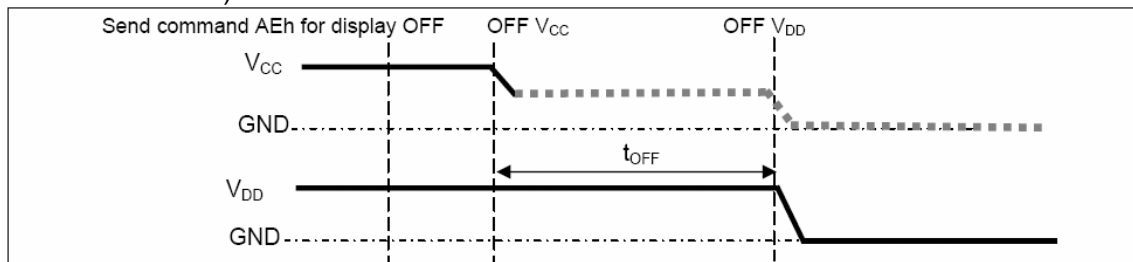 Send command AEh for display OFF OFF VCC OFF VDD
VCC
GND
tOFF
VDD
GND